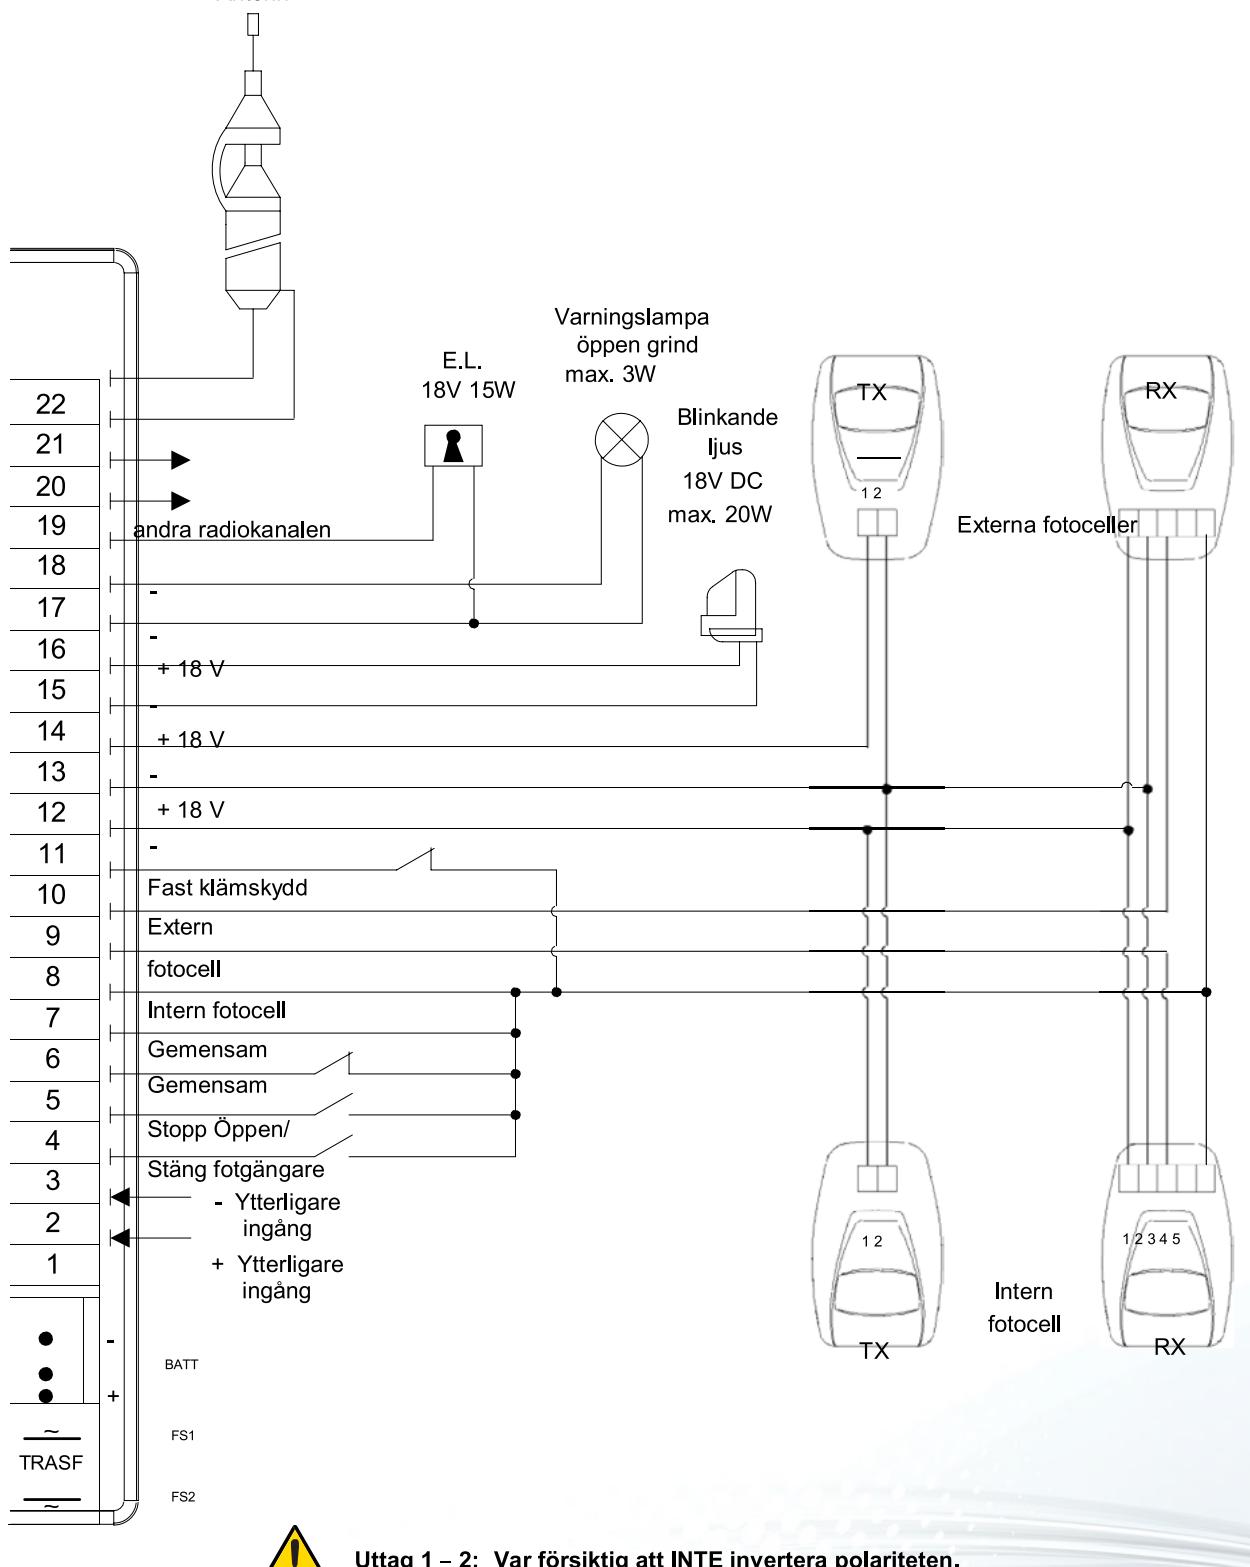 22
21
20
19
18
17
16
15
14
13
12
11
10
9
8
7
6
5
4
3
2
1
andra radiokanalen
-
-
+ 18 V
-
+ 18 V
-
+ 18 V
-
Fast klämskydd
Extern
fotocell
Intern fotocell
Gemensam
Gemensam
Stopp Öppen/
Stäng fotgängare
- Ytterligare
ingång
+ Ytterligare
ingång
-
BATT
+
~
FS1
TRASF
FS2
~
E.L.
18V 15W
Varningslampa
öppen grind
max. 3W
Blinkande
ljus
18V DC
max. 20W
TX
1 2
RX
Externa fotoceller
1 2
TX
1 2 3 4 5
RX
Intern
fotocell
Uttag 1 – 2: Var försiktig att INTE invertera polariteten.